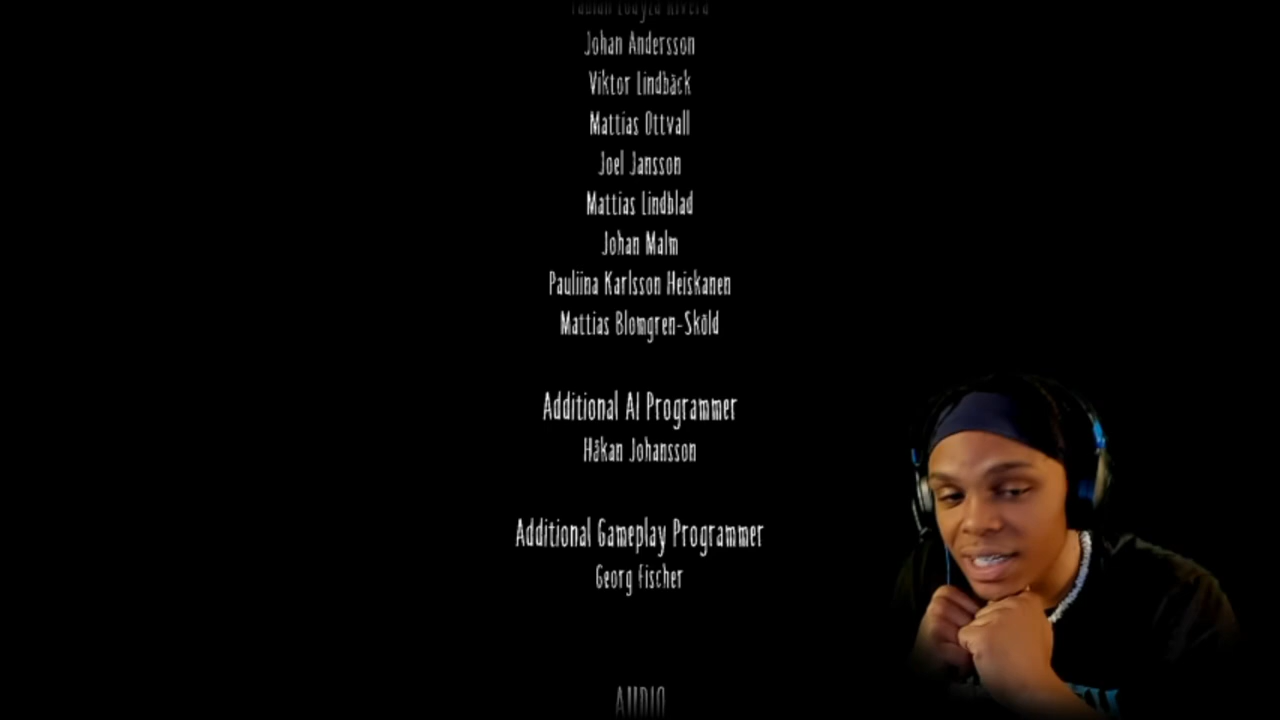 Johan Andersson
Viktor Lindbäck
Mattias Ottvall
Joel Jansson
Mattias Lindblad
Johan Malm
Pauliina Karlsson Heiskanen
Mattias Blomgren-Sköld
Additional AI Programmer
Håkan Johansson
Additional Gameplay Programmer
Georg Fischer
AUDIO